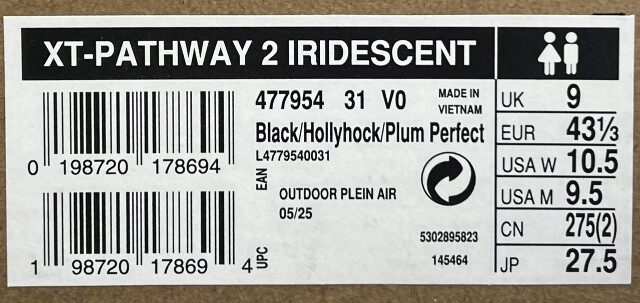 XT-PATHWAY 2 IRIDESCENT
477954 31 V0
MADE IN
VIETNAM
Black/Hollyhock/Plum Perfect
L4779540031
0 198720 178694
EAN
OUTDOOR PLEIN AIR
05/25
5302895823
145464
1 98720 17869 4
UPC
UK 9
EUR 43⅓
USA W 10.5
USA M 9.5
CN 275(2)
JP 27.5